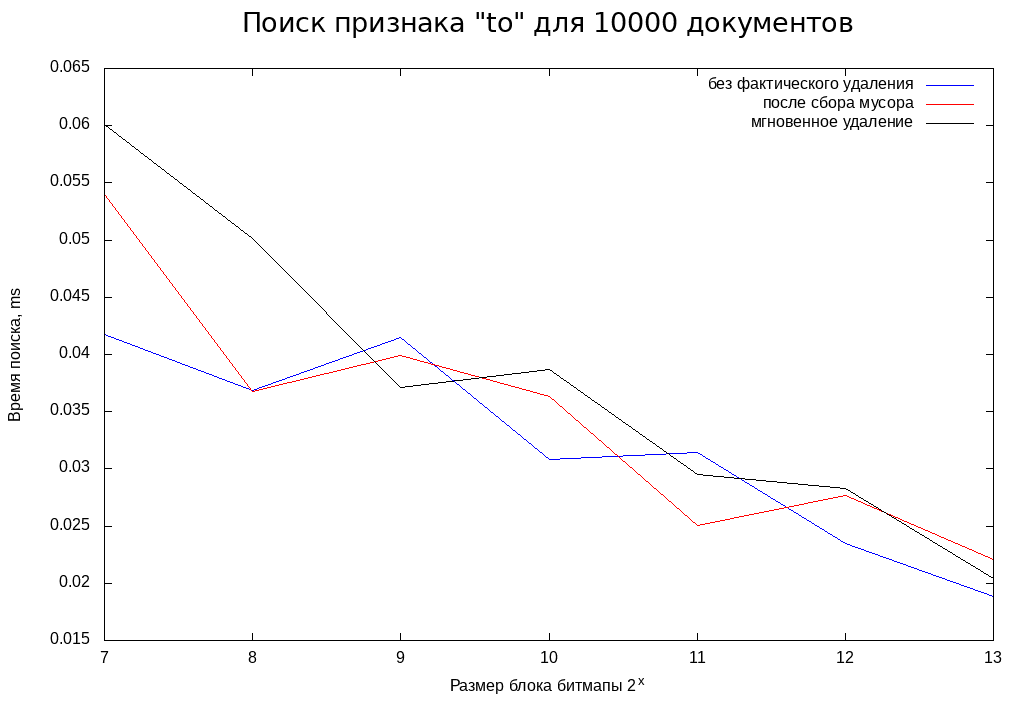 Поиск признака "to" для 10000 документов
0.065
0.06
0.055
0.05
0.045
0.04
0.035
0.03
0.025
0.02
0.015
7 8 9 10 11 12 13
без фактического удаления
после сбора мусора
мгновенное удаление
Время поиска, ms
Размер блока битмапы 2^x